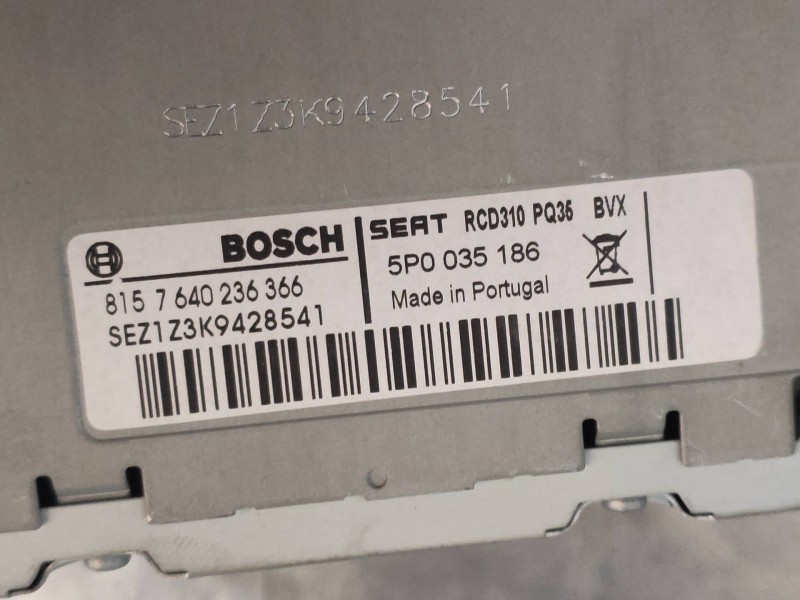 SEZ1Z3K9428541
BOSCH
815 7 640 236 366
SEZ1Z3K9428541
SEAT RCD310 PQ35 BVX
5P0 035 186
Made in Portugal